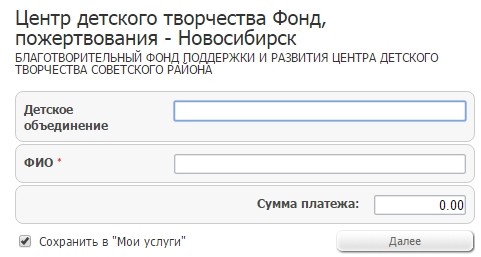 Центр детского творчества Фонд,
пожертвования - Новосибирск
БЛАГОТВОРИТЕЛЬНЫЙ ФОНД ПОДДЕРЖКИ И РАЗВИТИЯ ЦЕНТРА ДЕТСКОГО
ТВОРЧЕСТВА СОВЕТСКОГО РАЙОНА
Детское
объединение
ФИО *
Сумма платежа: 0.00
Сохранить в "Мои услуги" Далее